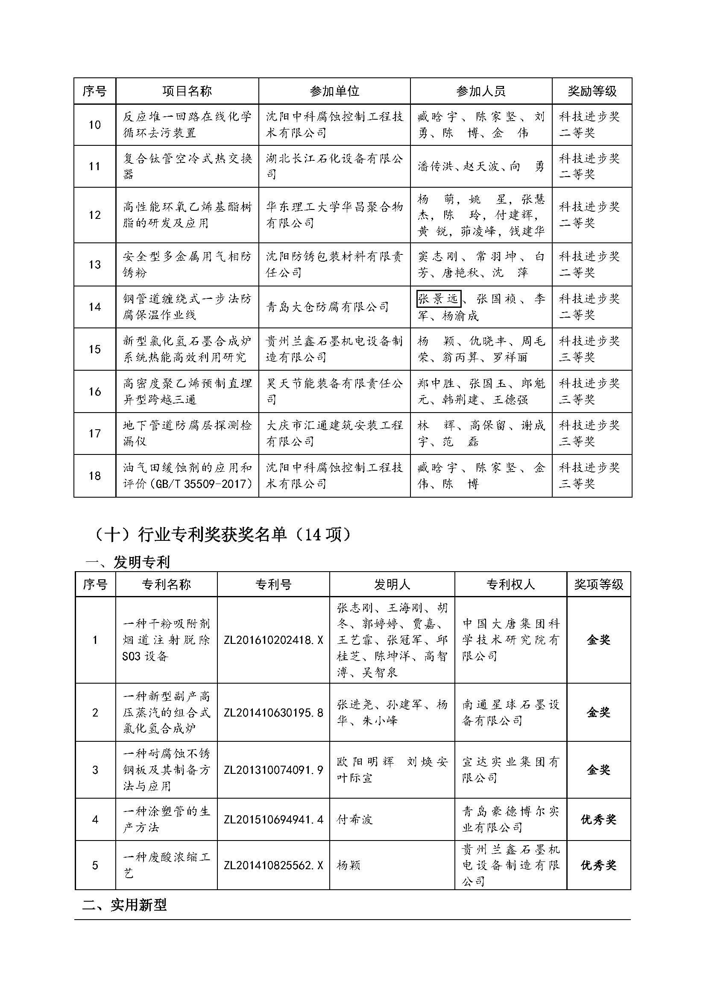 序号 项目名称 参加单位 参加人员 奖励等级
10 反应堆一回路在线化学 沈阳中科腐蚀控制工程技 臧晗宇、陈家坚、刘 科技进步奖
循环去污装置 术有限公司 勇、陈 博、金 伟 二等奖
11 复合钛管空冷式热交换 湖北长江石化设备有限公 潘传洪、赵天波、向 勇 科技进步奖
器 司 二等奖
12 高性能环氧乙烯基酯树 华东理工大学华昌聚合物 杨 萌，姚 星，张慧 科技进步奖
脂的研发及应用 有限公司 杰，陈 玲，付建辉， 二等奖
黄 锐，茆凌峰，钱建华
13 安全型多金属用气相防 沈阳防锈包装材料有限责 窦志刚、常羽坤、白 科技进步奖
锈粉 任公司 芳、唐艳秋、沈 萍 二等奖
14 钢管道缠绕式一步法防 青岛大仓防腐有限公司 张景远、张国祯、李 科技进步奖
腐保温作业线 军、杨渝成 二等奖
15 新型氯化氢石墨合成炉 贵州兰鑫石墨机电设备制 杨 颖、仇晓丰、周毛 科技进步奖
系统热能高效利用研究 造有限公司 荣、翁丙算、罗祥丽 三等奖
16 高密度聚乙烯预制直埋 昊天节能装备有限责任公 郑中胜、张国玉、郎魁 科技进步奖
异型跨越三通 司 元、韩荆建、王德强 三等奖
17 地下管道防腐层探测检 大庆市汇通建筑安装工程 林 辉、高保留、谢成 科技进步奖
漏仪 有限公司 宇、范 磊 三等奖
18 油气田缓蚀剂的应用和 沈阳中科腐蚀控制工程技 臧晗宇、陈家坚、金 科技进步奖
评价（GB/T 35509-2017） 术有限公司 伟、陈 博 三等奖
（十）行业专利奖获奖名单（14 项）
一、发明专利
序号 专利名称 专利号 发明人 专利权人 奖项等级
1 一种干粉吸附剂 ZL201610202418.X 张志刚、王海刚、胡 中国大唐集团科 金奖
烟道注射脱除 冬、郭婷婷、贾嘉、 学技术研究院有
SO3 设备 王艺霏、张冠军、邱 限公司
桂芝、陈坤洋、高智
溥、吴智泉
2 一种新型副产高 ZL201410630195.8 张进尧、孙建军、杨 南通星球石墨设 金奖
压蒸汽的组合式 华、朱小峰 备有限公司
氯化氢合成炉
3 一种耐腐蚀不锈 ZL201310074091.9 欧阳明辉 刘焕安 宣达实业集团有 金奖
钢板及其制备方 叶际宣 限公司
法与应用
4 一种涂塑管的生 ZL201510694941.4 付希波 青岛豪德博尔实 优秀奖
产方法 业有限公司
5 一种废酸浓缩工 ZL201410825562.X 杨颖 贵州兰鑫石墨机 优秀奖
艺 电设备制造有限
公司
二、实用新型